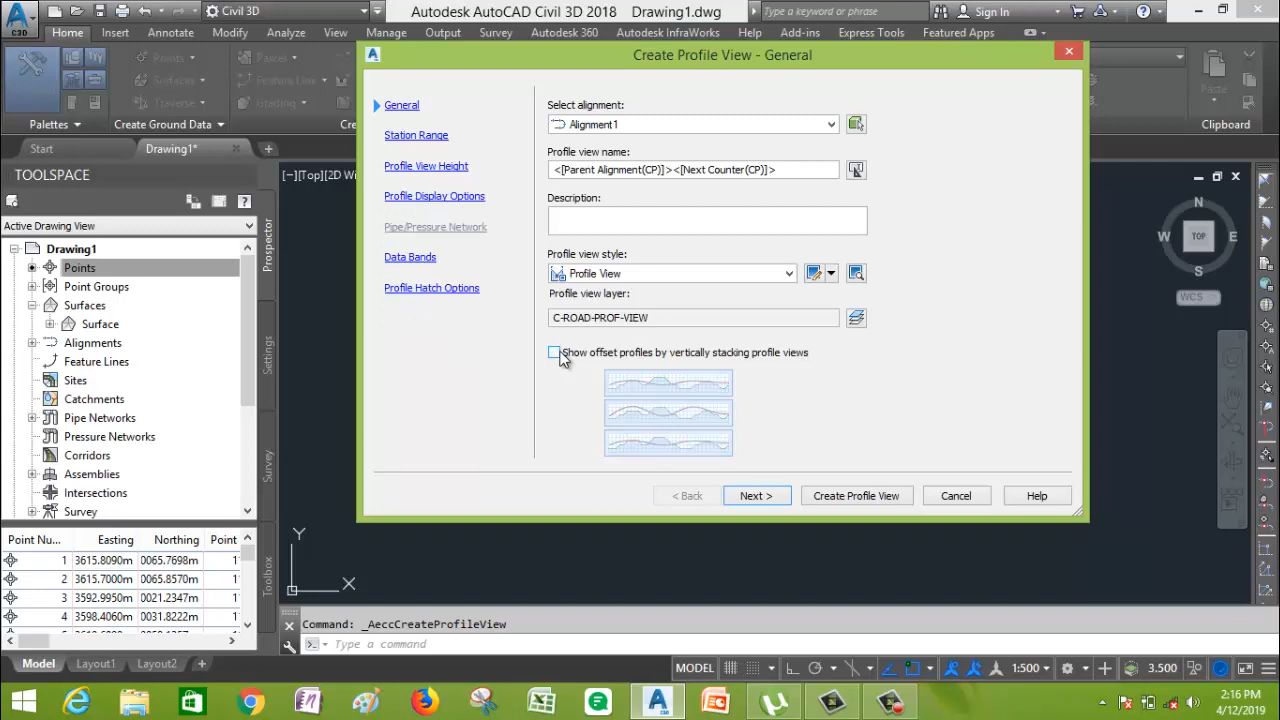 Civil 3D
Autodesk AutoCAD Civil 3D 2018 Drawing1.dwg
Type a keyword or phrase
Sign In
Home Insert Annotate Modify Analyze View Manage Output Survey Autodesk 360 Autodesk InfraWorks Help Add-ins Express Tools Featured Apps
Points
Parcel
Surfaces
Feature Line
Traverse
Grading
Paste
Palettes
Create Ground Data
Clipboard
Start Drawing1*
TOOLSPACE
Active Drawing View
Drawing1
Points
Point Groups
Surfaces
Surface
Alignments
Feature Lines
Sites
Catchments
Pipe Networks
Pressure Networks
Corridors
Assemblies
Intersections
Survey
Prospector
Settings
Survey
Toolbox
Point Nu... Easting Northing Point
1 3615.8090m 0065.7698m 1
2 3615.7000m 0065.8570m 1
3 3592.9950m 0021.2347m 1
4 3598.4060m 0031.8222m 1
[−][Top][2D Wi
Create Profile View - General
General
Station Range
Profile View Height
Profile Display Options
Pipe/Pressure Network
Data Bands
Profile Hatch Options
Select alignment:
Alignment1
Profile view name:
<[Parent Alignment(CP)]><[Next Counter(CP)]>
Description:
Profile view style:
Profile View
Profile view layer:
C-ROAD-PROF-VIEW
Show offset profiles by vertically stacking profile views
< Back Next > Create Profile View Cancel Help
N
W TOP E
S
WCS
Y
X
Command: _AeccCreateProfileView
Type a command
Model Layout1 Layout2 +
MODEL 1:500 3.500
2:16 PM
4/12/2019